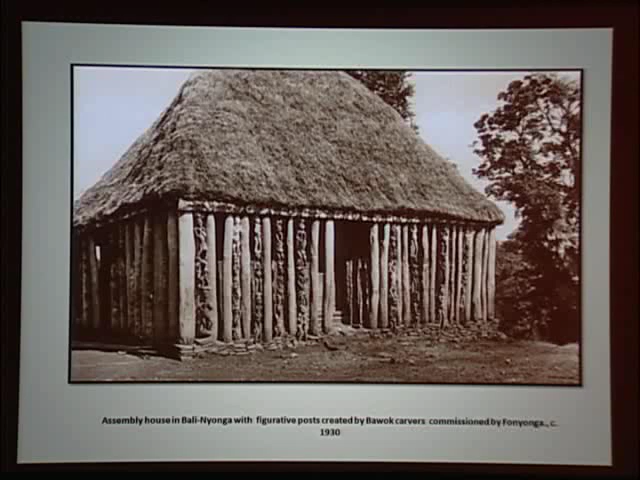 Assembly house in Bali-Nyonga with figurative posts created by Bawok carvers commissioned by Fonyonga., c.
1930